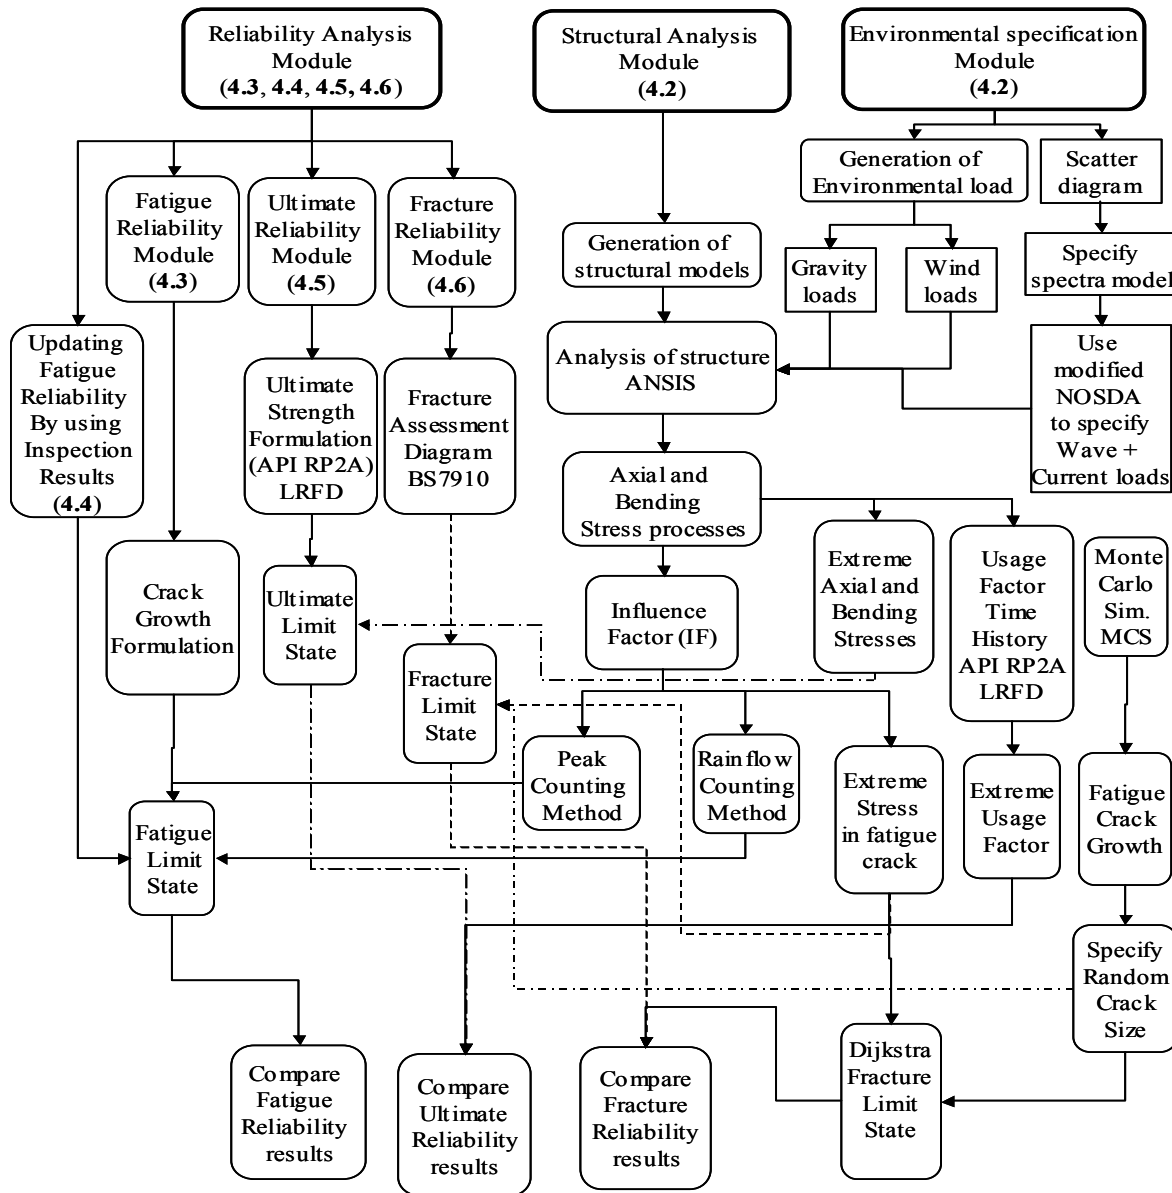 Reliability Analysis
Module
(4.3, 4.4, 4.5, 4.6)
Structural Analysis
Module
(4.2)
Environmental specification
Module
(4.2)
Generation of
Environmental load
Scatter
diagram
Fatigue
Reliability
Module
(4.3)
Ultimate
Reliability
Module
(4.5)
Fracture
Reliability
Module
(4.6)
Generation of
structural models
Gravity
loads
Wind
loads
Specify
spectra model
Updating
Fatigue
Reliability
By using
Inspection
Results
(4.4)
Ultimate
Strength
Formulation
(API RP2A)
LRFD
Fracture
Assessment
Diagram
BS7910
Analysis of structure
ANSIS
Use
modified
NOSDA
to specify
Wave +
Current loads
Axial and
Bending
Stress processes
Crack
Growth
Formulation
Ultimate
Limit
State
Fracture
Limit
State
Influence
Factor (IF)
Extreme
Axial and
Bending
Stresses
Usage
Factor
Time
History
API RP2A
LRFD
Monte
Carlo
Sim.
MCS
Peak
Counting
Method
Rainflow
Counting
Method
Extreme
Stress
in fatigue
crack
Extreme
Usage
Factor
Fatigue
Crack
Growth
Fatigue
Limit
State
Specify
Random
Crack
Size
Compare
Fatigue
Reliability
results
Compare
Ultimate
Reliability
results
Compare
Fracture
Reliability
results
Dijkstra
Fracture
Limit
State